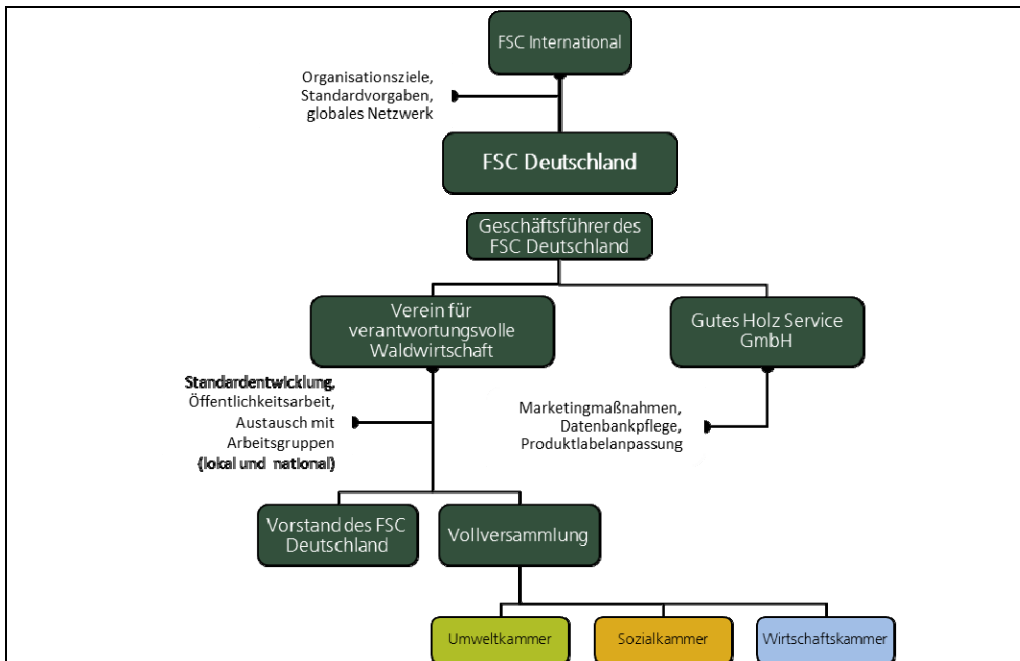 FSC International
Organisationsziele,
Standardvorgaben,
globales Netzwerk
FSC Deutschland
Geschäftsführer des
FSC Deutschland
Verein für
verantwortungsvolle
Waldwirtschaft
Gutes Holz Service
GmbH
Standardentwicklung,
Öffentlichkeitsarbeit,
Austausch mit
Arbeitsgruppen
(lokal und national)
Marketingmaßnahmen,
Datenbankpflege,
Produktlabelanpassung
Vorstand des FSC
Deutschland
Vollversammlung
Umweltkammer
Sozialkammer
Wirtschaftskammer